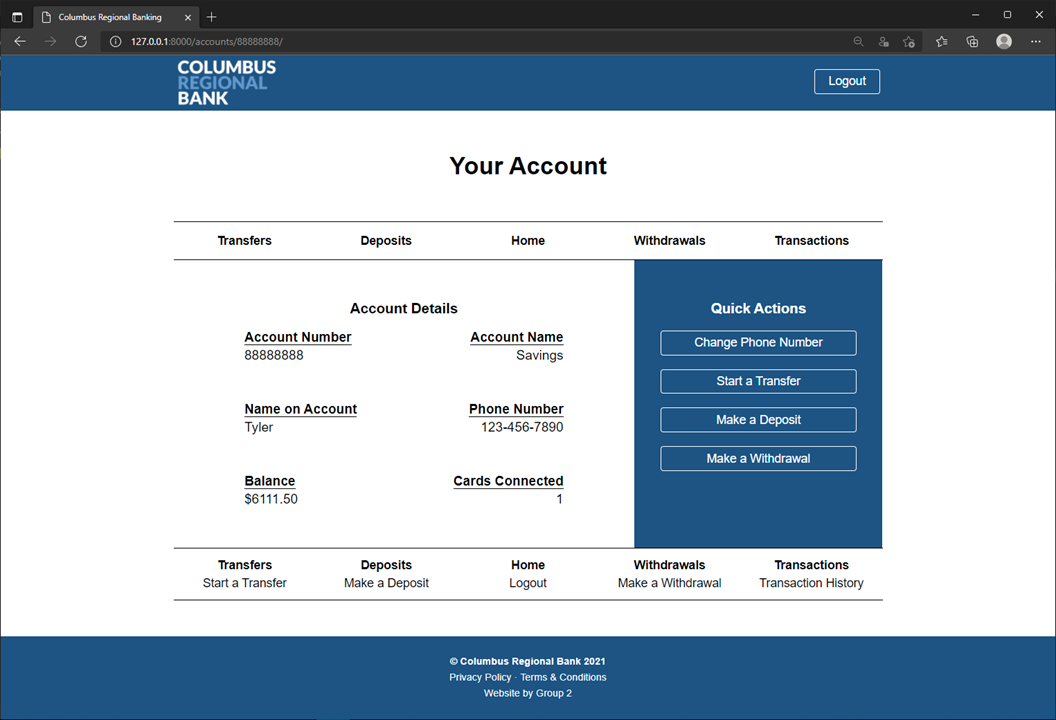 Columbus Regional Banking
127.0.0.1:8000/accounts/88888888/
COLUMBUS
REGIONAL
BANK
Logout
Your Account
Transfers Deposits Home Withdrawals Transactions
Account Details
Account Number Account Name
88888888 Savings
Name on Account Phone Number
Tyler 123-456-7890
Balance Cards Connected
$6111.50 1
Quick Actions
Change Phone Number
Start a Transfer
Make a Deposit
Make a Withdrawal
Transfers Deposits Home Withdrawals Transactions
Start a Transfer Make a Deposit Logout Make a Withdrawal Transaction History
© Columbus Regional Bank 2021
Privacy Policy · Terms & Conditions
Website by Group 2